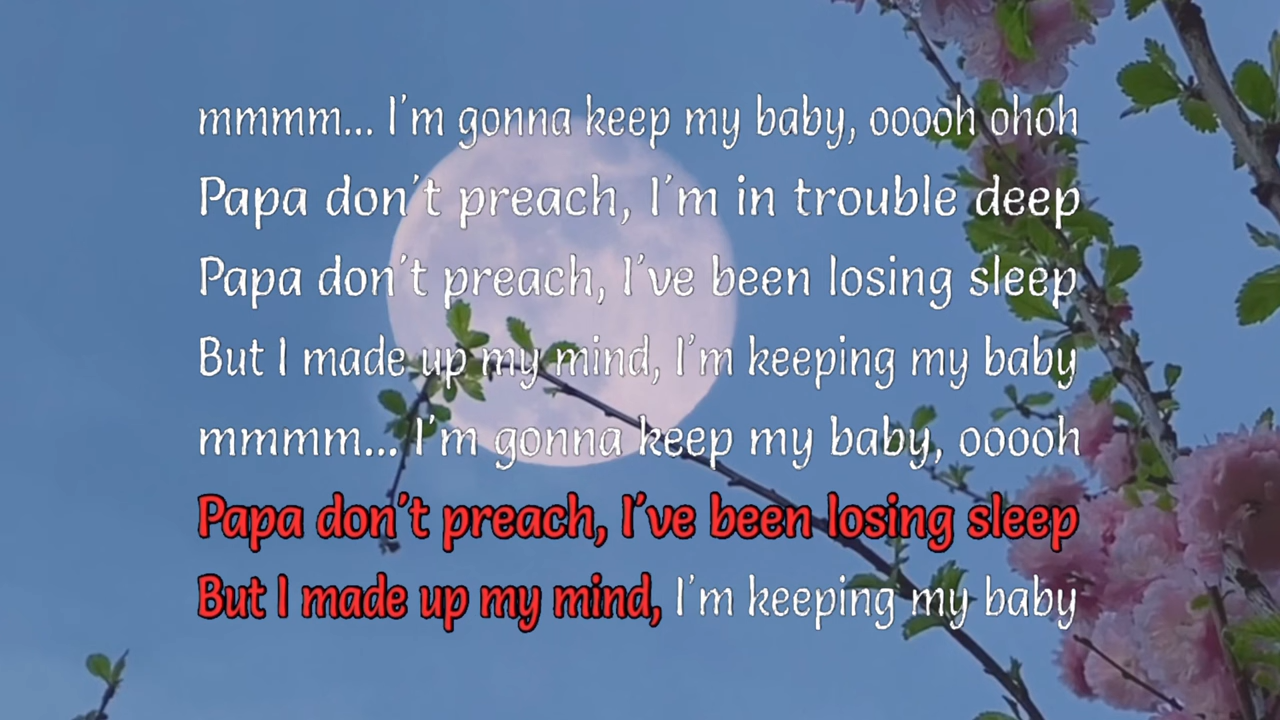 mmmm... I'm gonna keep my baby, ooooh ohoh
Papa don't preach, I'm in trouble deep
Papa don't preach, I've been losing sleep
But I made up my mind, I'm keeping my baby
mmmm... I'm gonna keep my baby, ooooh
Papa don't preach, I've been losing sleep
But I made up my mind, I'm keeping my baby